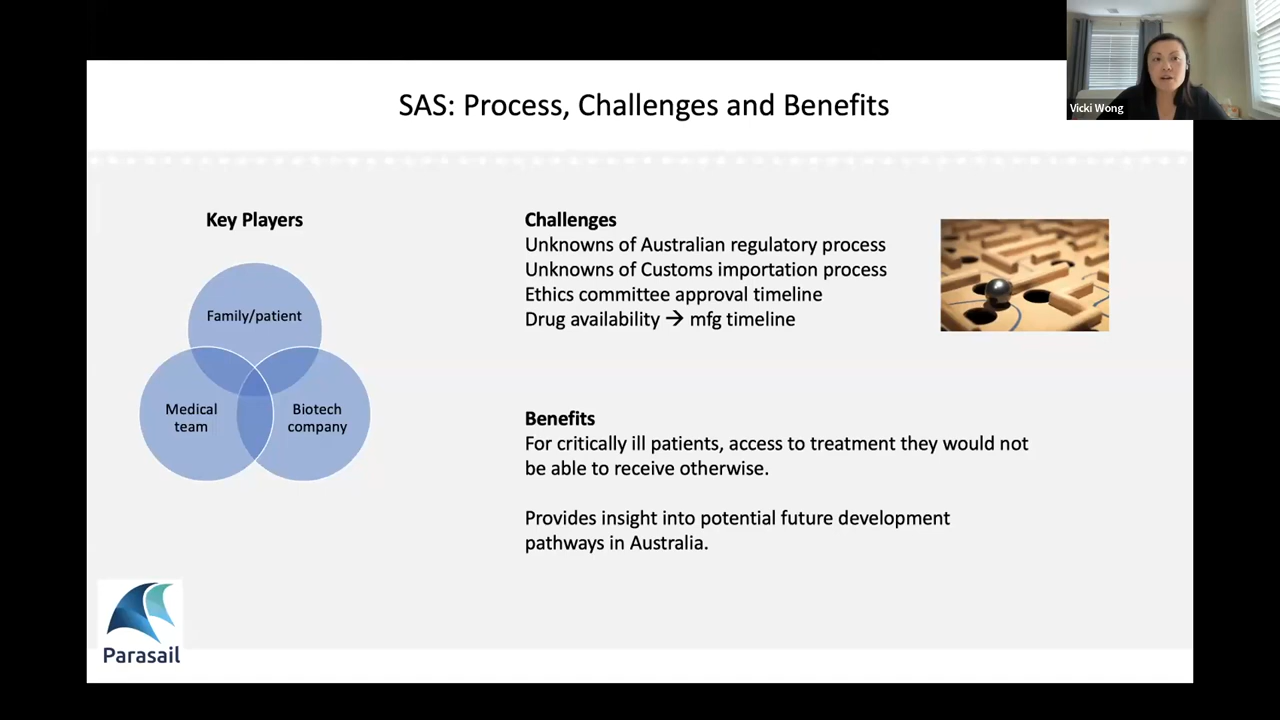 SAS: Process, Challenges and Benefits
Vicki Wong
Key Players
Family/patient
Medical
team
Biotech
company
Challenges
Unknowns of Australian regulatory process
Unknowns of Customs importation process
Ethics committee approval timeline
Drug availability → mfg timeline
Benefits
For critically ill patients, access to treatment they would not
be able to receive otherwise.
Provides insight into potential future development
pathways in Australia.
Parasail